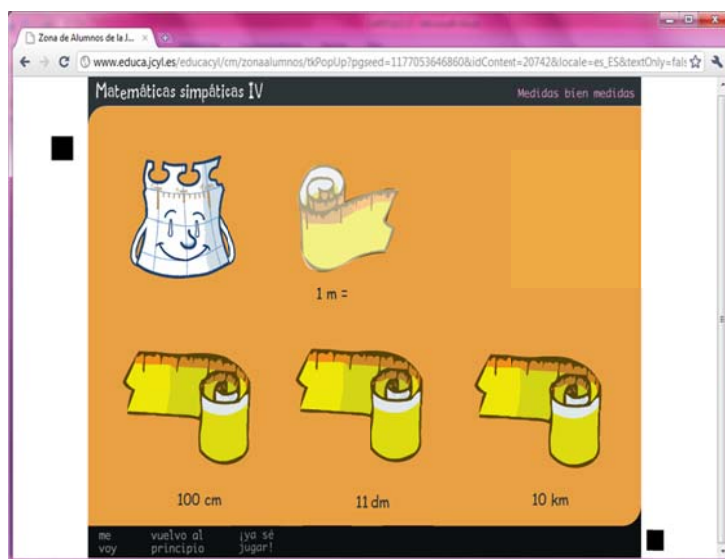 Zona de Alumnos de la J...
www.educa.jcyl.es/educacyl/cm/zonaalumnos/tkPopUp?pgseed=1177053646860&idContent=20742&locale=es_ES&textOnly=fals
Matemáticas simpáticas IV
Medidas bien medidas
1 m =
100 cm
11 dm
10 km
me voy
vuelvo al principio
¡ya sé jugar!